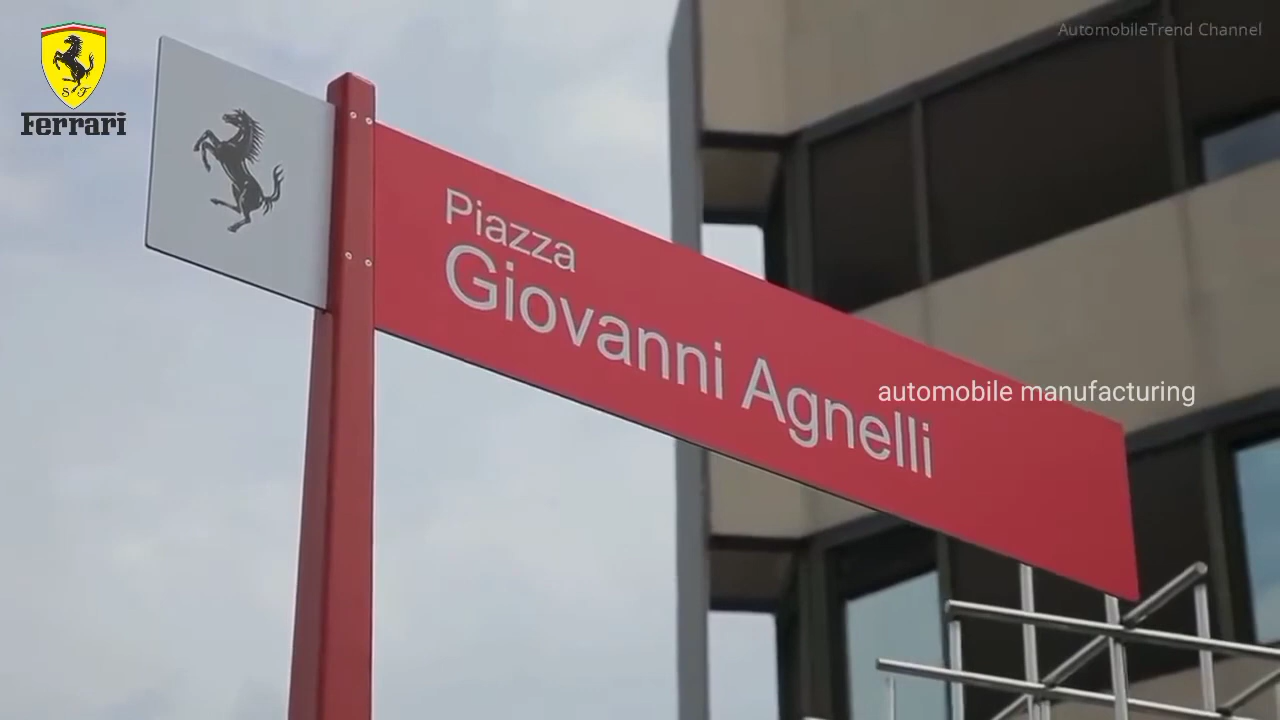 AutomobileTrend Channel
S F
Ferrari
Piazza
Giovanni Agnelli
automobile manufacturing